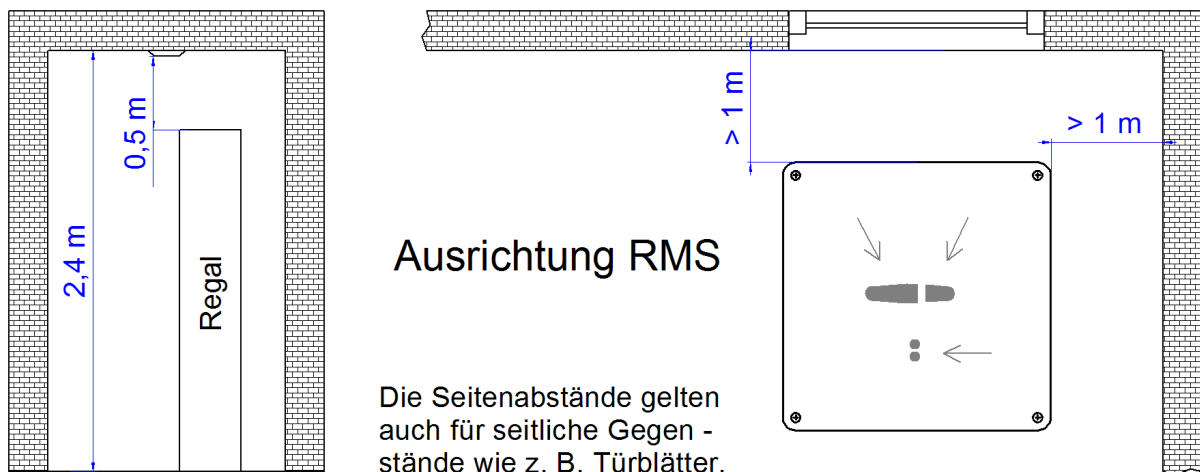 2,4 m
0,5 m
Regal
> 1 m
> 1 m
Ausrichtung RMS
Die Seitenabstände gelten
auch für seitliche Gegen -
stände wie z. B. Türblätter.